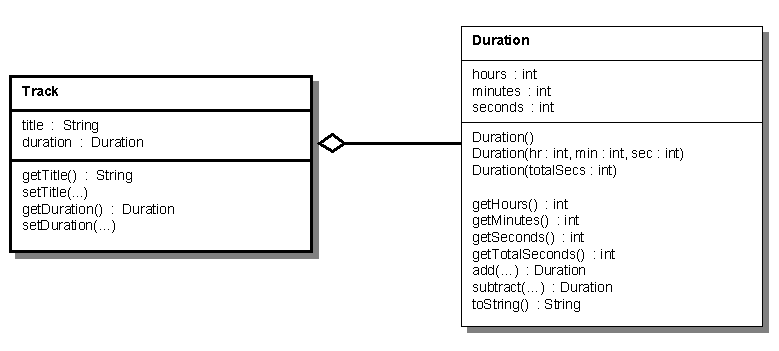 Track
title : String
duration : Duration
getTitle() : String
setTitle(...)
getDuration() : Duration
setDuration(...)
Duration
hours : int
minutes : int
seconds : int
Duration()
Duration(hr : int, min : int, sec : int)
Duration(totalSecs : int)
getHours() : int
getMinutes() : int
getSeconds() : int
getTotalSeconds() : int
add(...) : Duration
subtract(...) : Duration
toString() : String